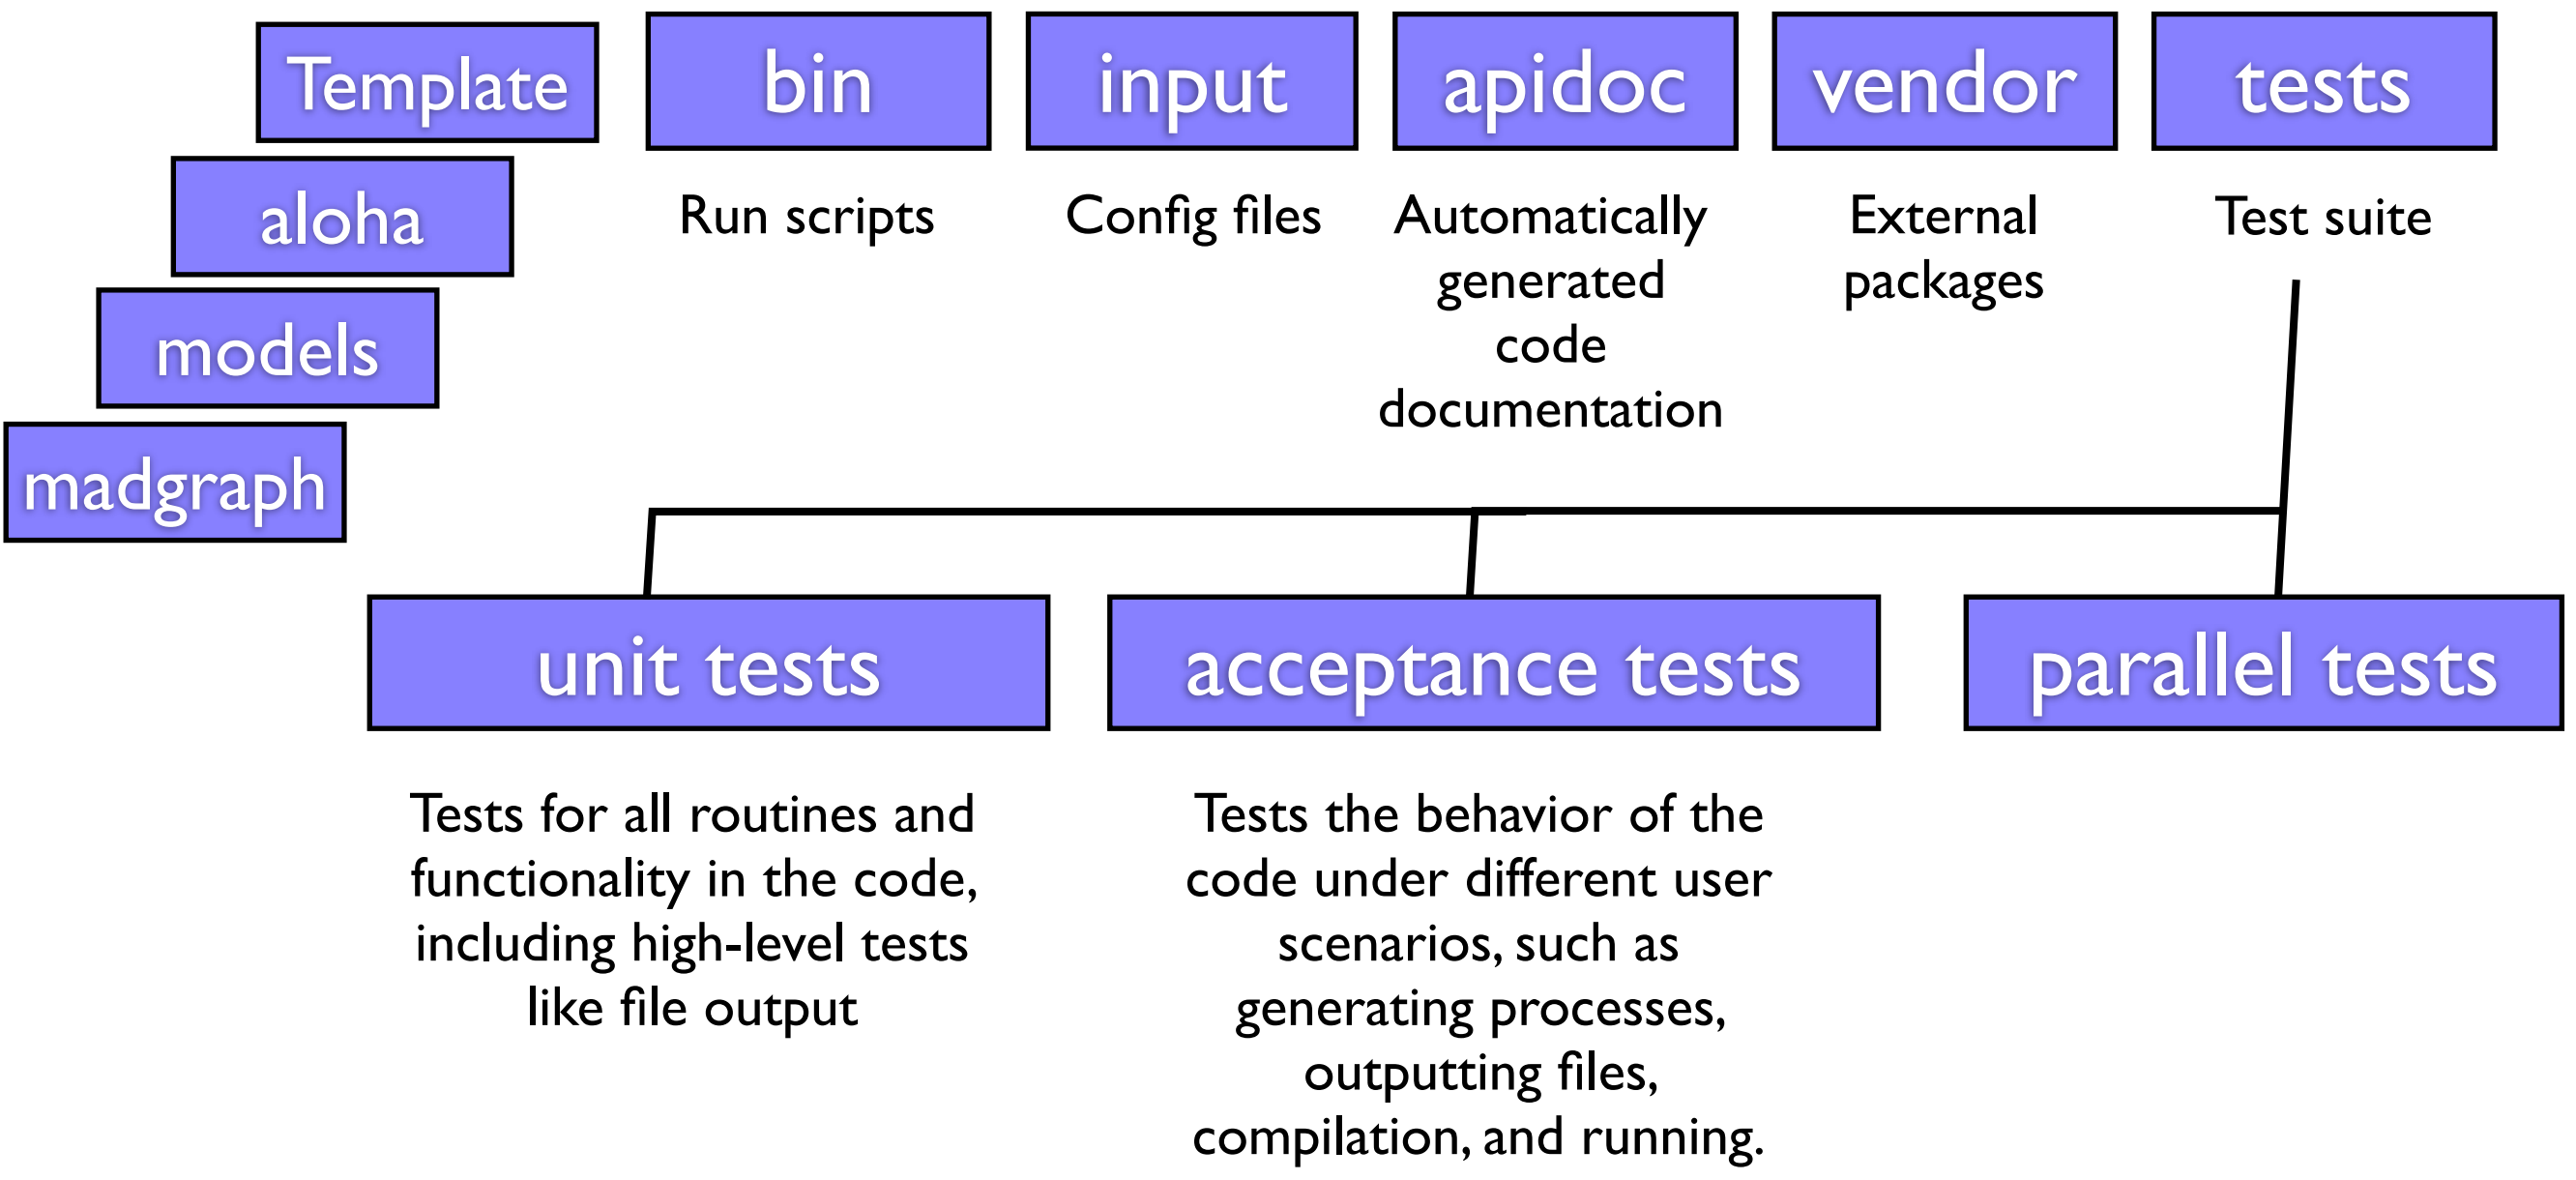 Template
bin
input
apidoc
vendor
tests
aloha
models
madgraph
Run scripts
Config files
Automatically
generated
code
documentation
External
packages
Test suite
unit tests
acceptance tests
parallel tests
Tests for all routines and
functionality in the code,
including high-level tests
like file output
Tests the behavior of the
code under different user
scenarios, such as
generating processes,
outputting files,
compilation, and running.